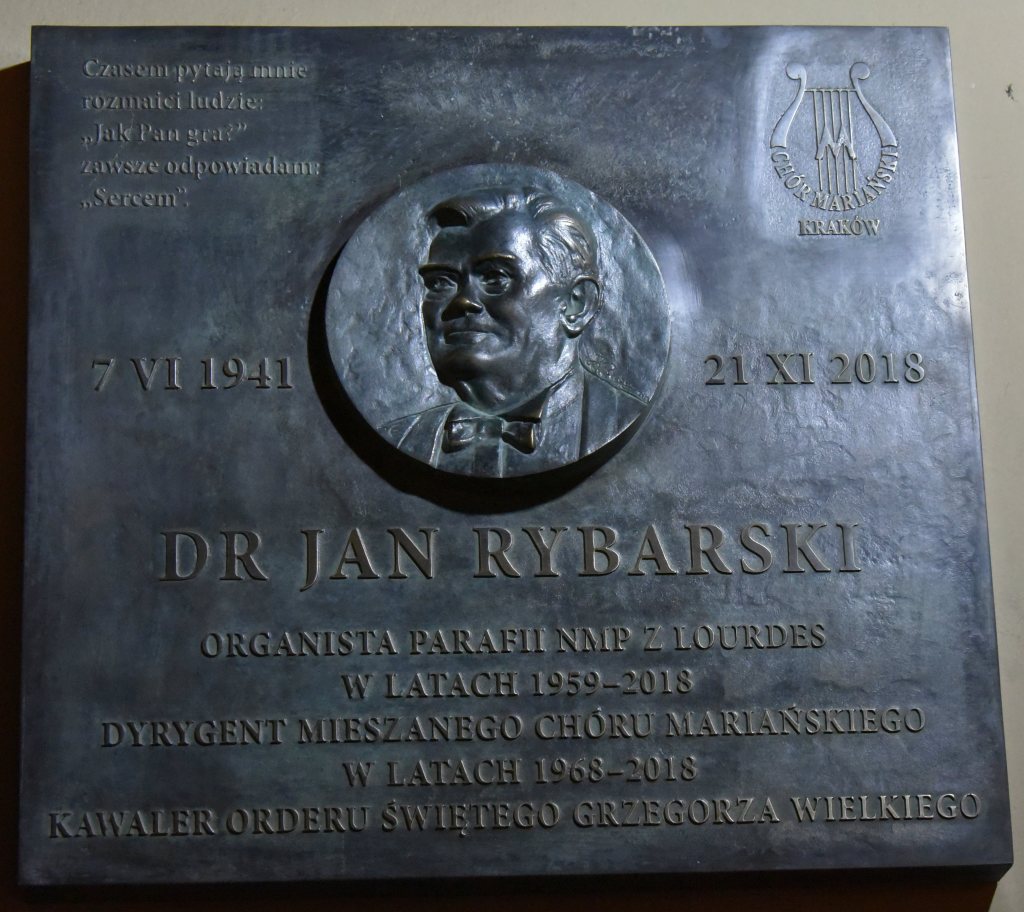 Czasem pytają mnie
rozmaici ludzie:
„Jak Pan gra?”
zawsze odpowiadam:
„Sercem”.
CHÓR MARIAŃSKI
KRAKÓW
7 VI 1941
21 XI 2018
DR JAN RYBARSKI
ORGANISTA PARAFII NMP Z LOURDES
W LATACH 1959–2018
DYRYGENT MIESZANEGO CHÓRU MARIAŃSKIEGO
W LATACH 1968–2018
KAWALER ORDERU ŚWIĘTEGO GRZEGORZA WIELKIEGO